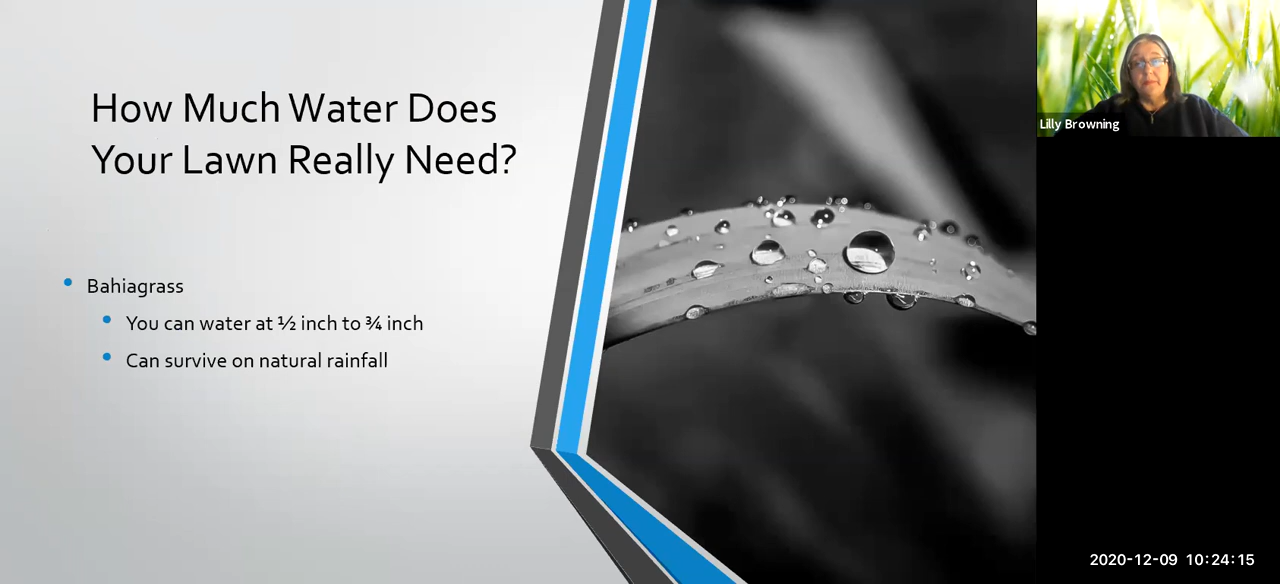 How Much Water Does
Your Lawn Really Need?
Bahiagrass
You can water at ½ inch to ¾ inch
Can survive on natural rainfall
Lilly Browning
2020-12-09 10:24:15